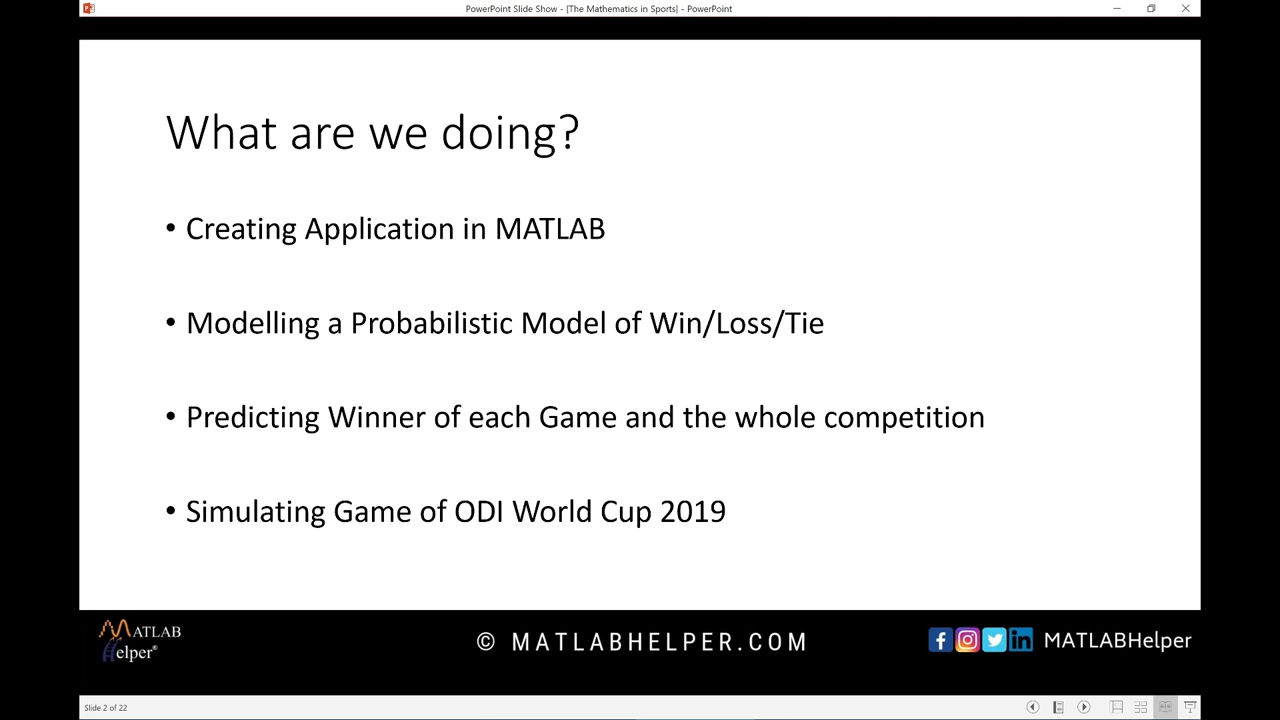 PowerPoint Slide Show - [The Mathematics in Sports] - PowerPoint
What are we doing?
• Creating Application in MATLAB
• Modelling a Probabilistic Model of Win/Loss/Tie
• Predicting Winner of each Game and the whole competition
• Simulating Game of ODI World Cup 2019
MATLAB
Helper®
© MATLABHELPER.COM
MATLABHelper
Slide 2 of 22